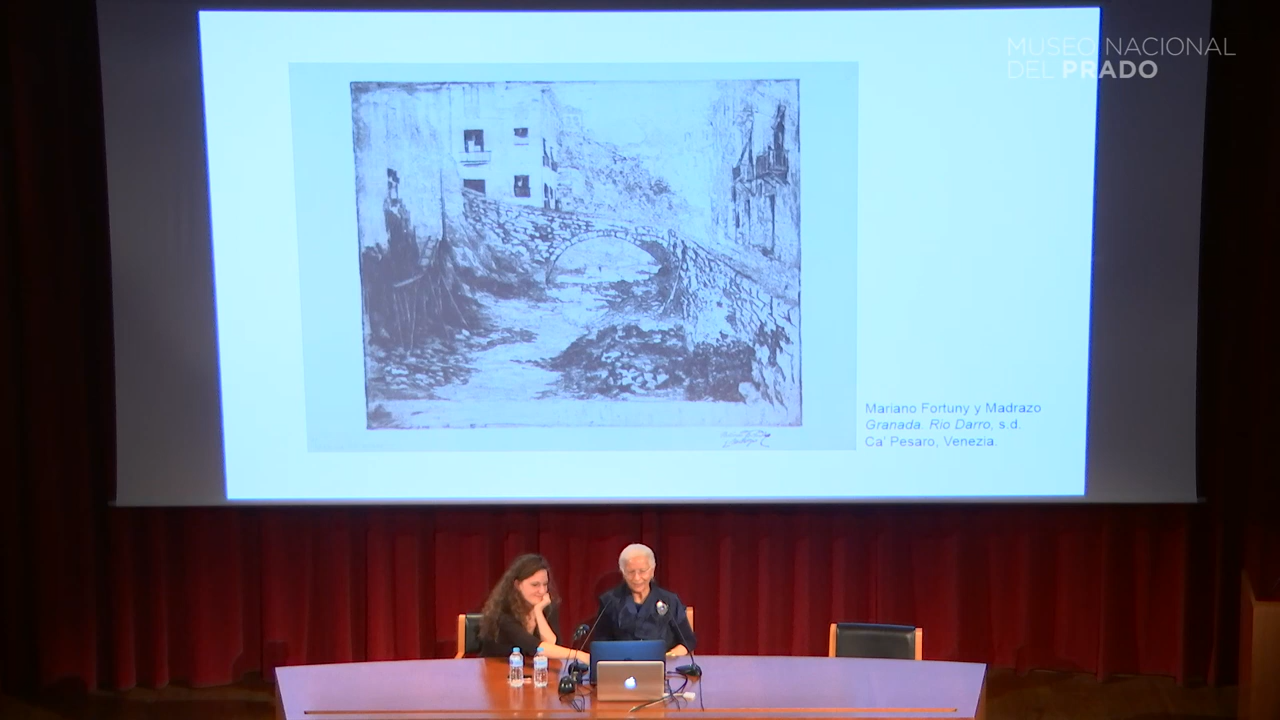 MUSEO NACIONAL
DEL PRADO
Mariano Fortuny y Madrazo
Granada. Rio Darro, s.d.
Ca' Pesaro, Venezia.